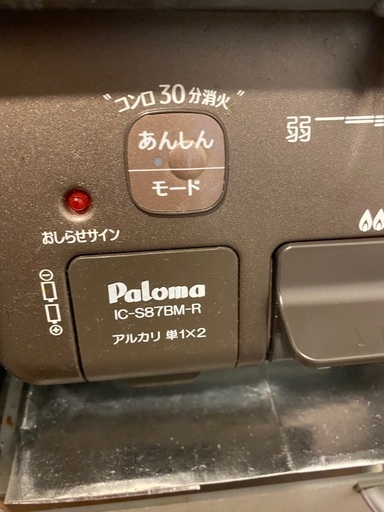 "コンロ30分消火"
あんしん
モード
弱
おしらせサイン
Paloma
IC-S87BM-R
アルカリ 単1×2